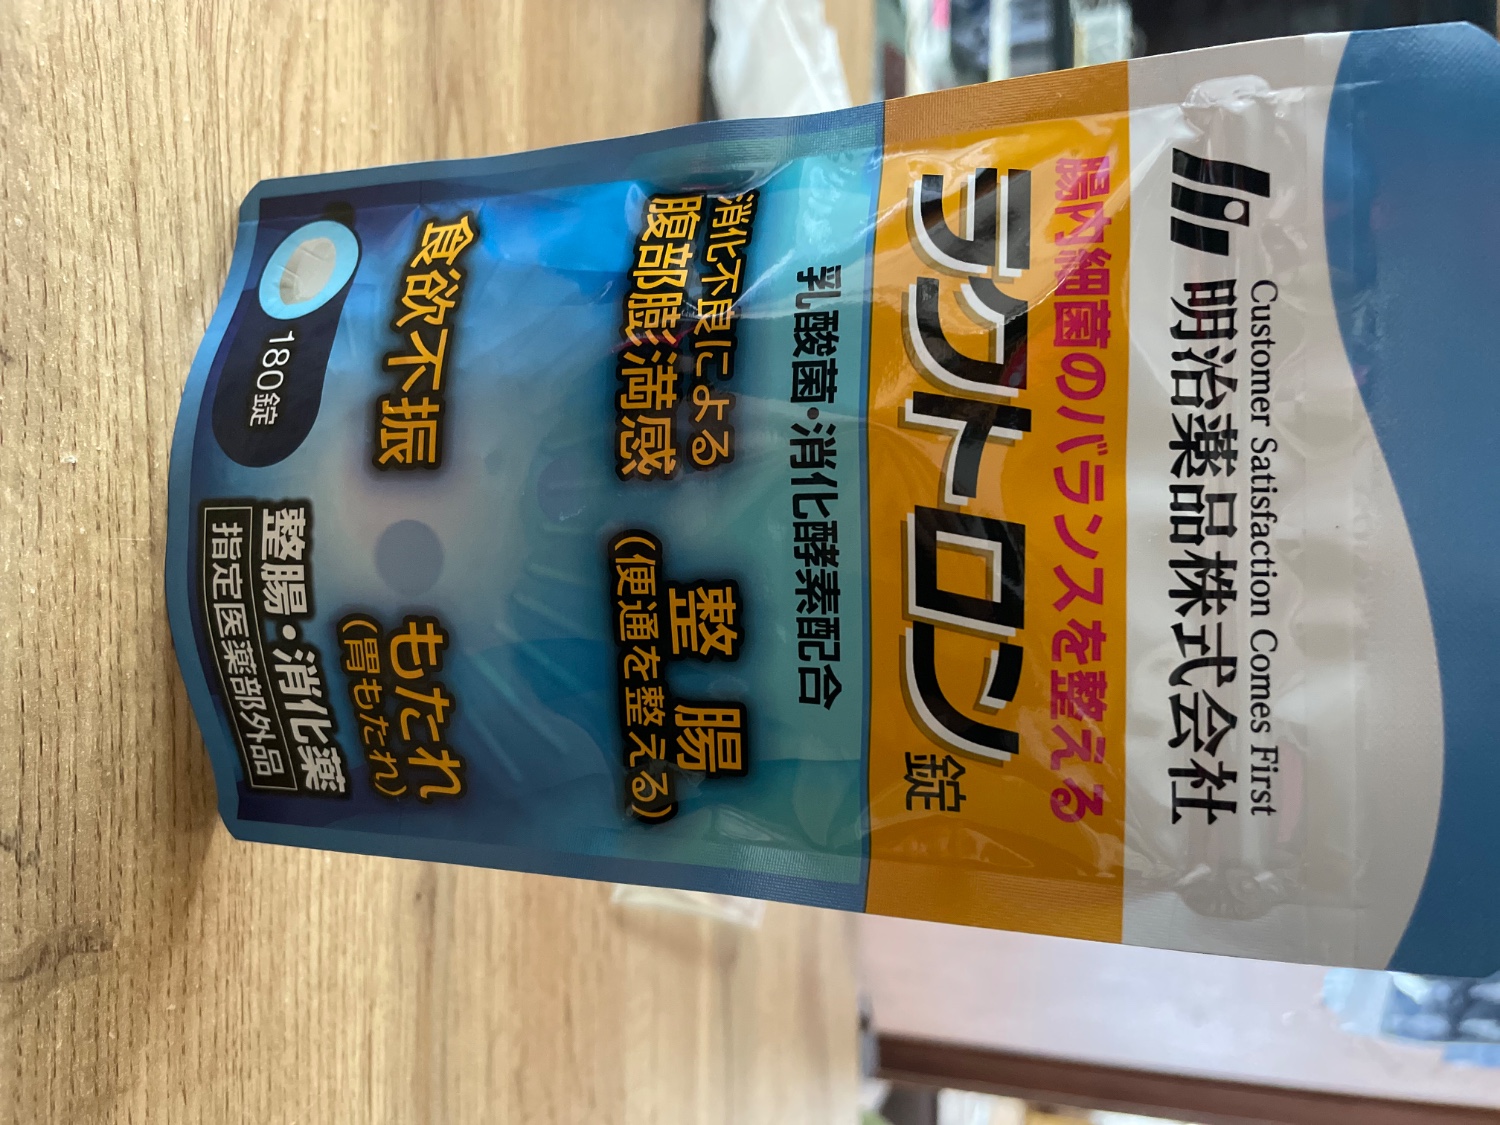 Customer Satisfaction Comes First
明治薬品株式会社
腸内細菌のバランスを整える
ラクトロン錠
乳酸菌・消化酵素配合
消化不良による
腹部膨満感
整腸
(便通を整える)
食欲不振
もたれ
(胃もたれ)
180錠
整腸・消化薬
指定医薬部外品